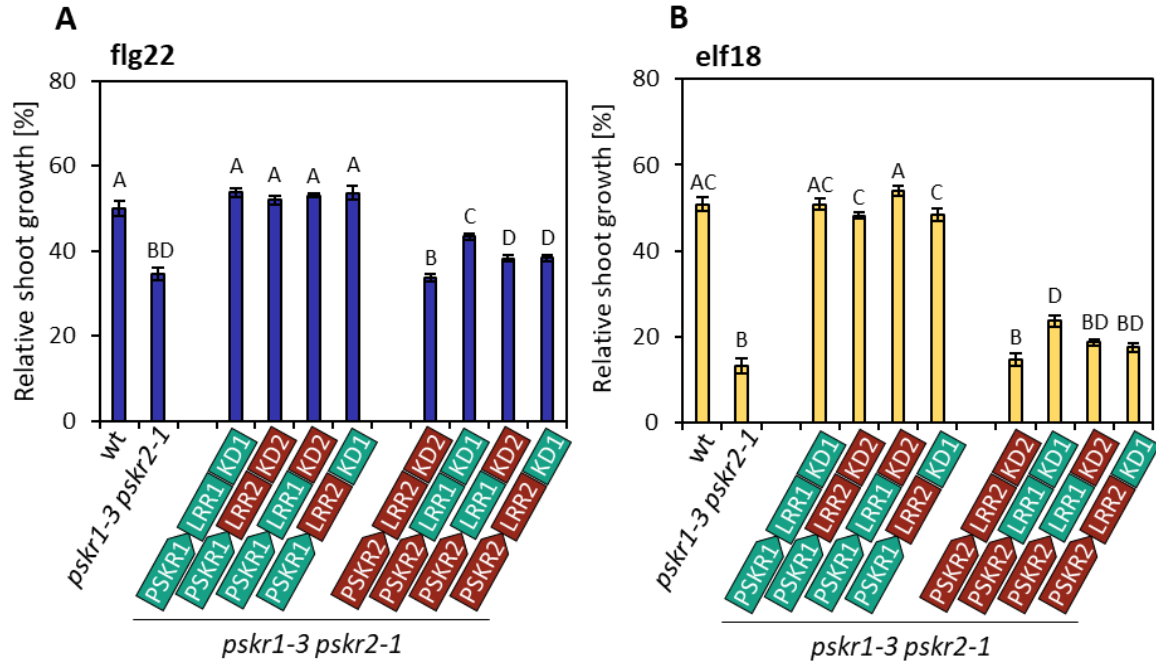 A
flg22
Relative shoot growth [%]
80
60
40
20
0
A
BD
A
A
A
A
B
C
D
D
wt
pskr1-3 pskr2-1
PSKR1 LRR1 KD1
PSKR1 LRR2 KD2
PSKR1 LRR1 KD2
PSKR1 LRR2 KD1
PSKR2 LRR2 KD2
PSKR2 LRR1 KD1
PSKR2 LRR1 KD2
PSKR2 LRR2 KD1
pskr1-3 pskr2-1
B
elf18
Relative shoot growth [%]
80
60
40
20
0
AC
B
AC
C
A
C
B
D
BD
BD
wt
pskr1-3 pskr2-1
PSKR1 LRR1 KD1
PSKR1 LRR2 KD2
PSKR1 LRR1 KD2
PSKR1 LRR2 KD1
PSKR2 LRR2 KD2
PSKR2 LRR1 KD1
PSKR2 LRR1 KD2
PSKR2 LRR2 KD1
pskr1-3 pskr2-1